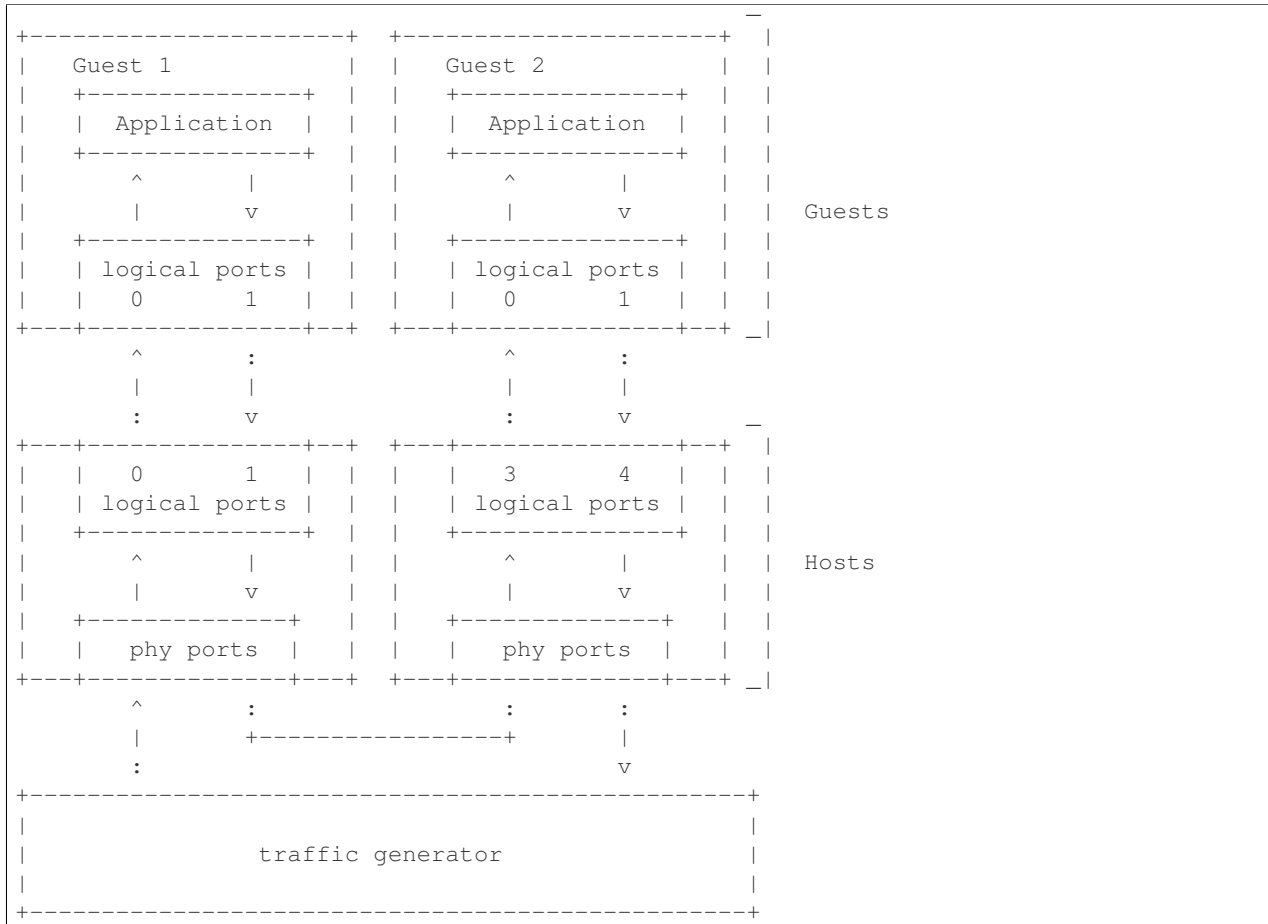 Guest 1 Guest 2
Application Application
Guests
logical ports logical ports
0 1 0 1
0 1 3 4
logical ports logical ports
Hosts
phy ports phy ports
traffic generator